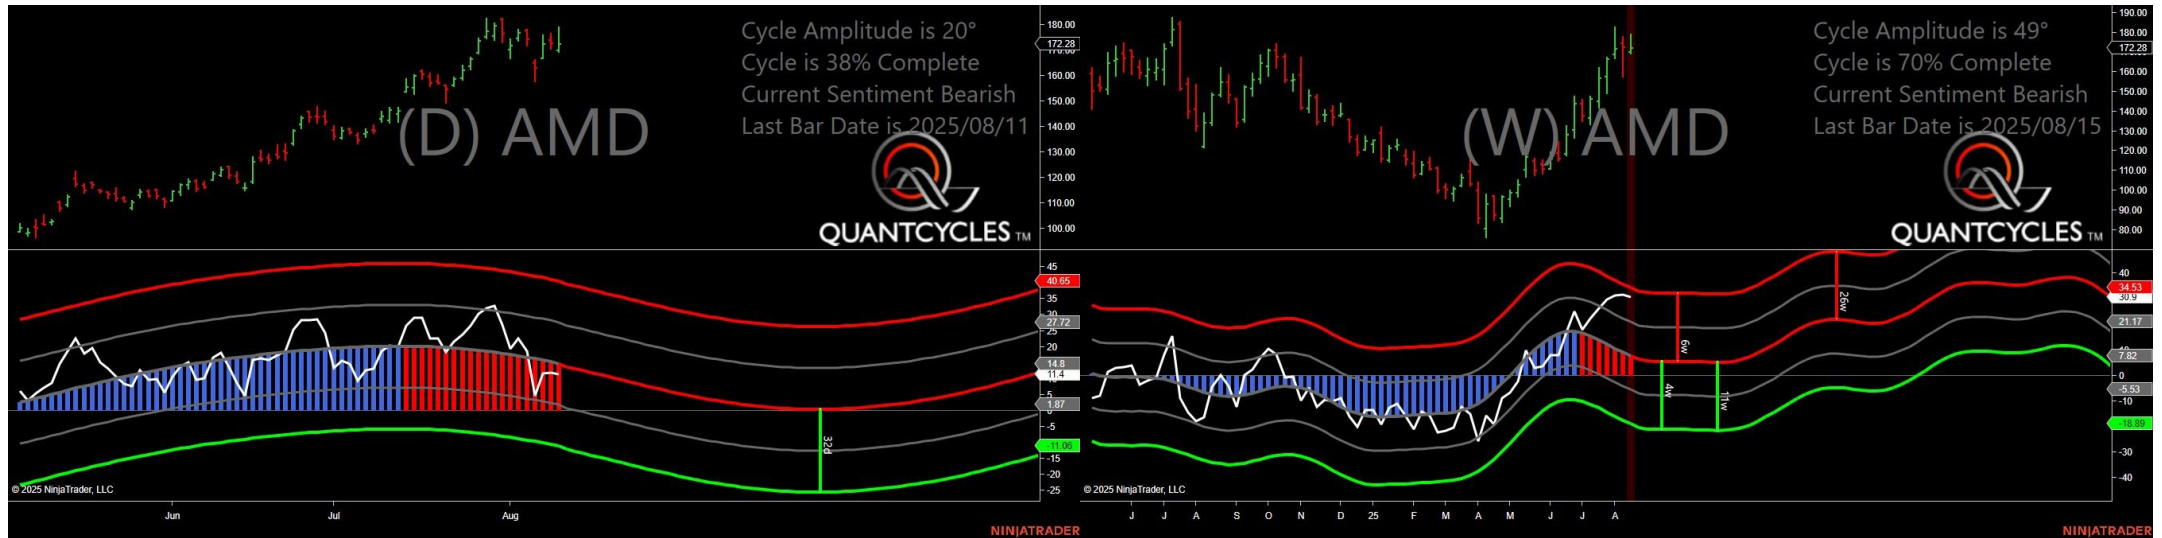 Cycle Amplitude is 20°
Cycle is 38% Complete
Current Sentiment Bearish
Last Bar Date is 2025/08/11
(D) AMD
QUANTCYCLES TM
180.00
172.28
160.00
150.00
140.00
130.00
120.00
110.00
100.00
45
40.65
35
30
27.72
20
14.8
11.4
5
1.87
-5
-11.06
-15
-20
-25
32d
© 2025 NinjaTrader, LLC
Jun Jul Aug
NINJATRADER
Cycle Amplitude is 49°
Cycle is 70% Complete
Current Sentiment Bearish
Last Bar Date is 2025/08/15
(W) AMD
QUANTCYCLES TM
190.00
180.00
172.28
160.00
150.00
140.00
130.00
120.00
110.00
100.00
90.00
80.00
40
34.53
30.9
21.17
7.82
0
-5.53
-10
-18.89
-30
-40
6w
4w
11w
26w
© 2025 NinjaTrader, LLC
J J A S O N D 25 F M A M J J A
NINJATRADER